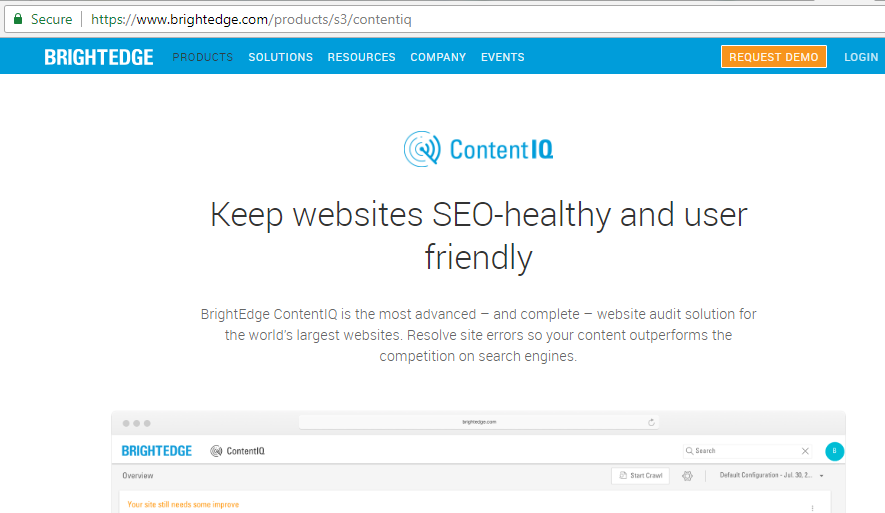 Secure https://www.brightedge.com/products/s3/contentiq
BRIGHTEDGE PRODUCTS SOLUTIONS RESOURCES COMPANY EVENTS REQUEST DEMO LOGIN
ContentIQ
Keep websites SEO-healthy and user
friendly
BrightEdge ContentIQ is the most advanced – and complete – website audit solution for
the world's largest websites. Resolve site errors so your content outperforms the
competition on search engines.
brightedge.com
BRIGHTEDGE ContentIQ Search B
Overview Start Crawl Default Configuration - Jul. 30, 2...
Your site still needs some improve